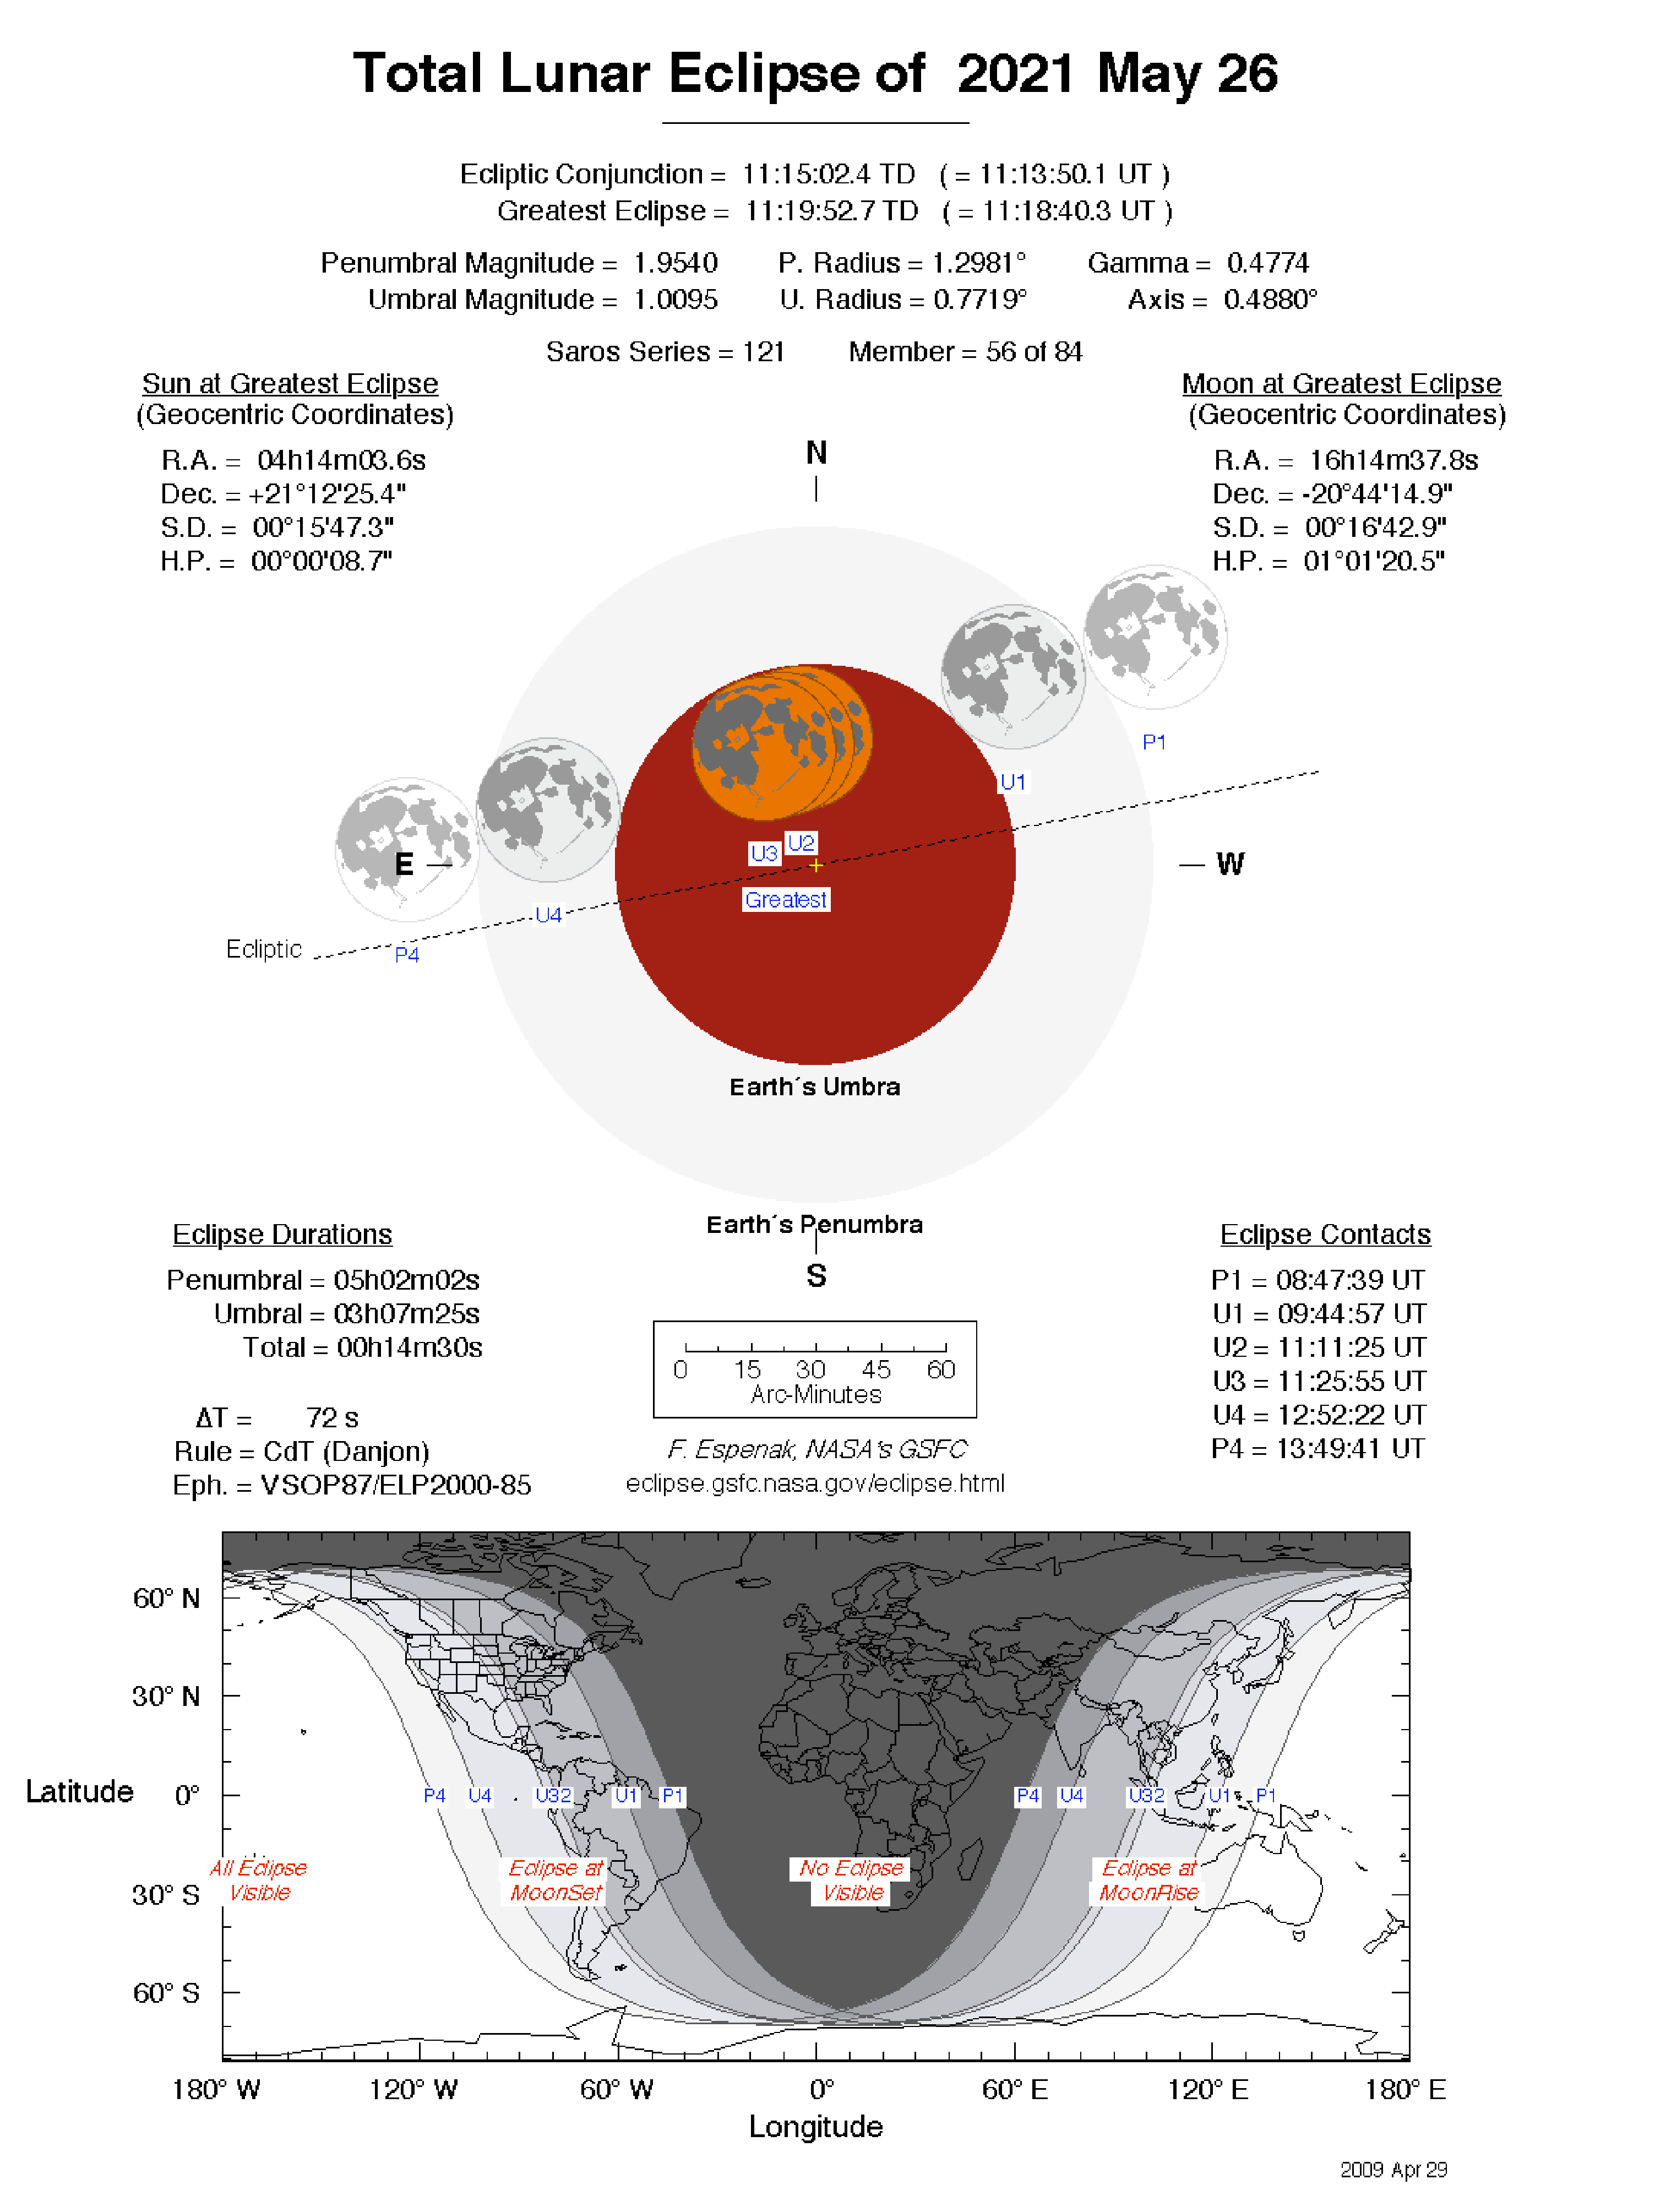 Total Lunar Eclipse of 2021 May 26
Ecliptic Conjunction = 11:15:02.4 TD ( = 11:13:50.1 UT )
Greatest Eclipse = 11:19:52.7 TD ( = 11:18:40.3 UT )
Penumbral Magnitude = 1.9540 P. Radius = 1.2981° Gamma = 0.4774
Umbral Magnitude = 1.0095 U. Radius = 0.7719° Axis = 0.4880°
Saros Series = 121 Member = 56 of 84
Sun at Greatest Eclipse
(Geocentric Coordinates)
R.A. = 04h14m03.6s
Dec. = +21°12'25.4"
S.D. = 00°15'47.3"
H.P. = 00°00'08.7"
Moon at Greatest Eclipse
(Geocentric Coordinates)
R.A. = 16h14m37.8s
Dec. = -20°44'14.9"
S.D. = 00°16'42.9"
H.P. = 01°01'20.5"
N
P1
U1
U3 U2
E
W
Greatest
U4
Ecliptic
P4
Earth´s Umbra
Earth´s Penumbra
S
Eclipse Durations
Penumbral = 05h02m02s
Umbral = 03h07m25s
Total = 00h14m30s
ΔT = 72 s
Rule = CdT (Danjon)
Eph. = VSOP87/ELP2000-85
0 15 30 45 60
Arc-Minutes
F. Espenak, NASA's GSFC
eclipse.gsfc.nasa.gov/eclipse.html
Eclipse Contacts
P1 = 08:47:39 UT
U1 = 09:44:57 UT
U2 = 11:11:25 UT
U3 = 11:25:55 UT
U4 = 12:52:22 UT
P4 = 13:49:41 UT
60° N
30° N
Latitude 0°
30° S
60° S
P4 U4 U32 U1 P1 P4 U4 U32 U1 P1
All Eclipse
Visible
Eclipse at
MoonSet
No Eclipse
Visible
Eclipse at
MoonRise
180° W 120° W 60° W 0° 60° E 120° E 180° E
Longitude
2009 Apr 29